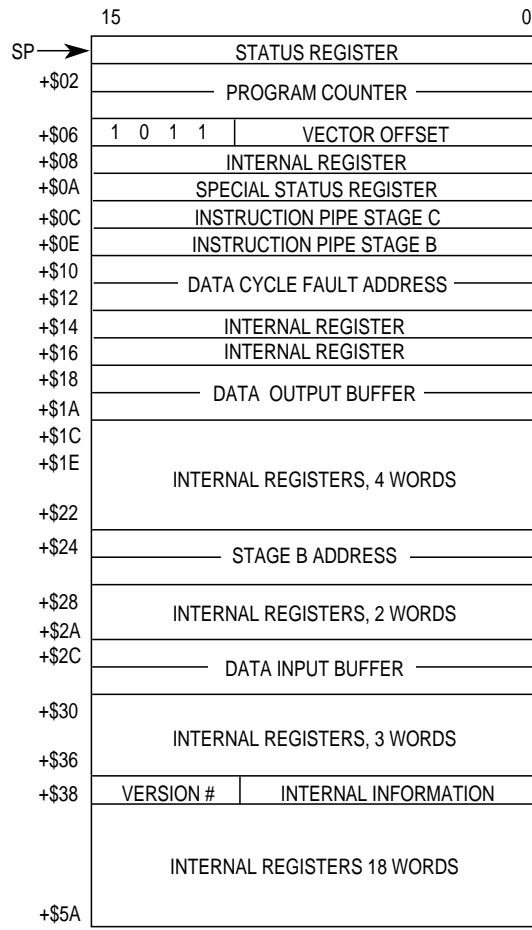 15 0
SP STATUS REGISTER
+$02 PROGRAM COUNTER
+$06 1 0 1 1 VECTOR OFFSET
+$08 INTERNAL REGISTER
+$0A SPECIAL STATUS REGISTER
+$0C INSTRUCTION PIPE STAGE C
+$0E INSTRUCTION PIPE STAGE B
+$10
DATA CYCLE FAULT ADDRESS
+$12
+$14 INTERNAL REGISTER
+$16 INTERNAL REGISTER
+$18
DATA OUTPUT BUFFER
+$1A
+$1C
+$1E
INTERNAL REGISTERS, 4 WORDS
+$22
+$24 STAGE B ADDRESS
+$28
INTERNAL REGISTERS, 2 WORDS
+$2A
+$2C
DATA INPUT BUFFER
+$30
INTERNAL REGISTERS, 3 WORDS
+$36
+$38 VERSION # INTERNAL INFORMATION
INTERNAL REGISTERS 18 WORDS
+$5A